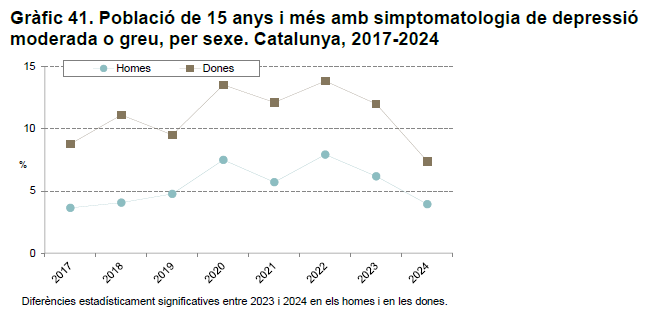 Gràfic 41. Població de 15 anys i més amb simptomatologia de depressió
moderada o greu, per sexe. Catalunya, 2017-2024
15
Homes
Dones
10
%
5
0
2017
2018
2019
2020
2021
2022
2023
2024
Diferències estadísticament significatives entre 2023 i 2024 en els homes i en les dones.